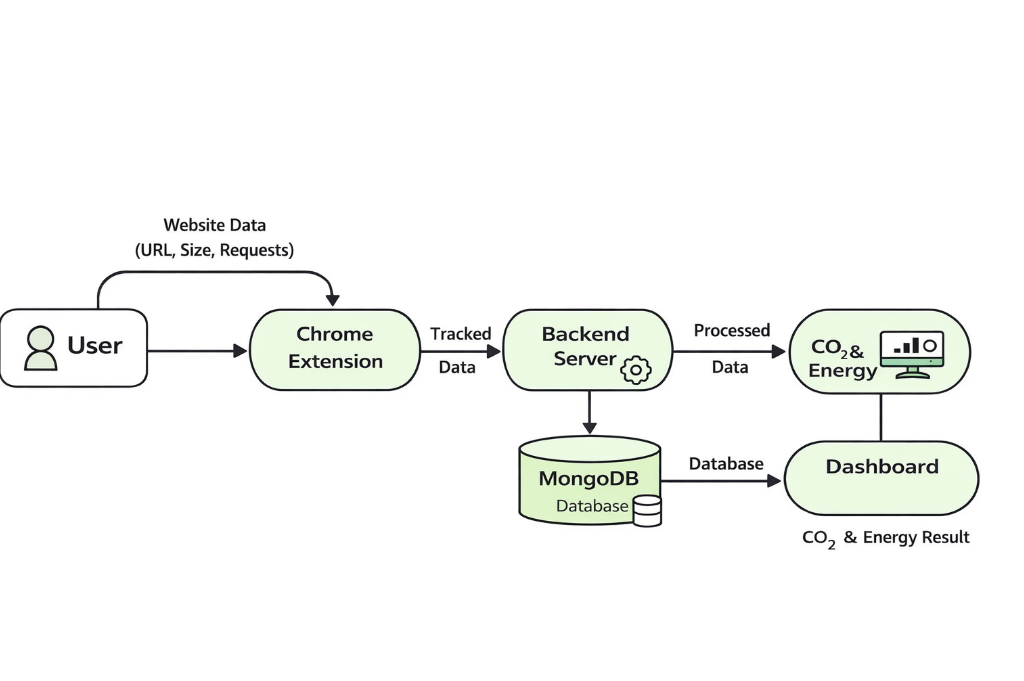 Website Data
(URL, Size, Requests)
User
Chrome
Extension
Tracked
Data
Backend
Server
Processed
Data
CO₂&
Energy
MongoDB
Database
Database
Dashboard
CO₂ & Energy Result